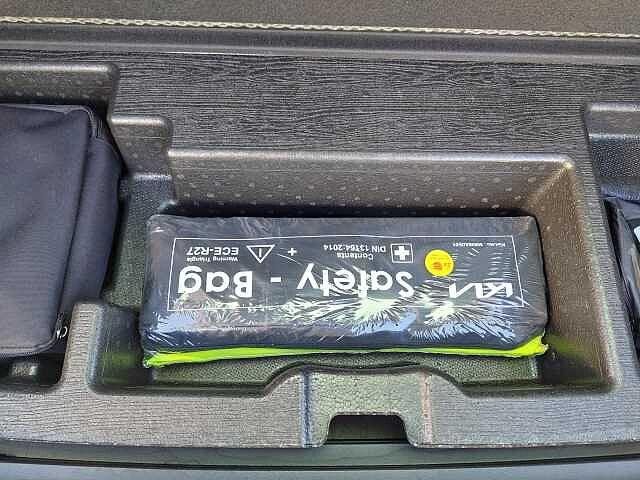 KIA Safety - Bag
Contents
DIN 13164:2014
+
Warning Triangle
ECE-R27